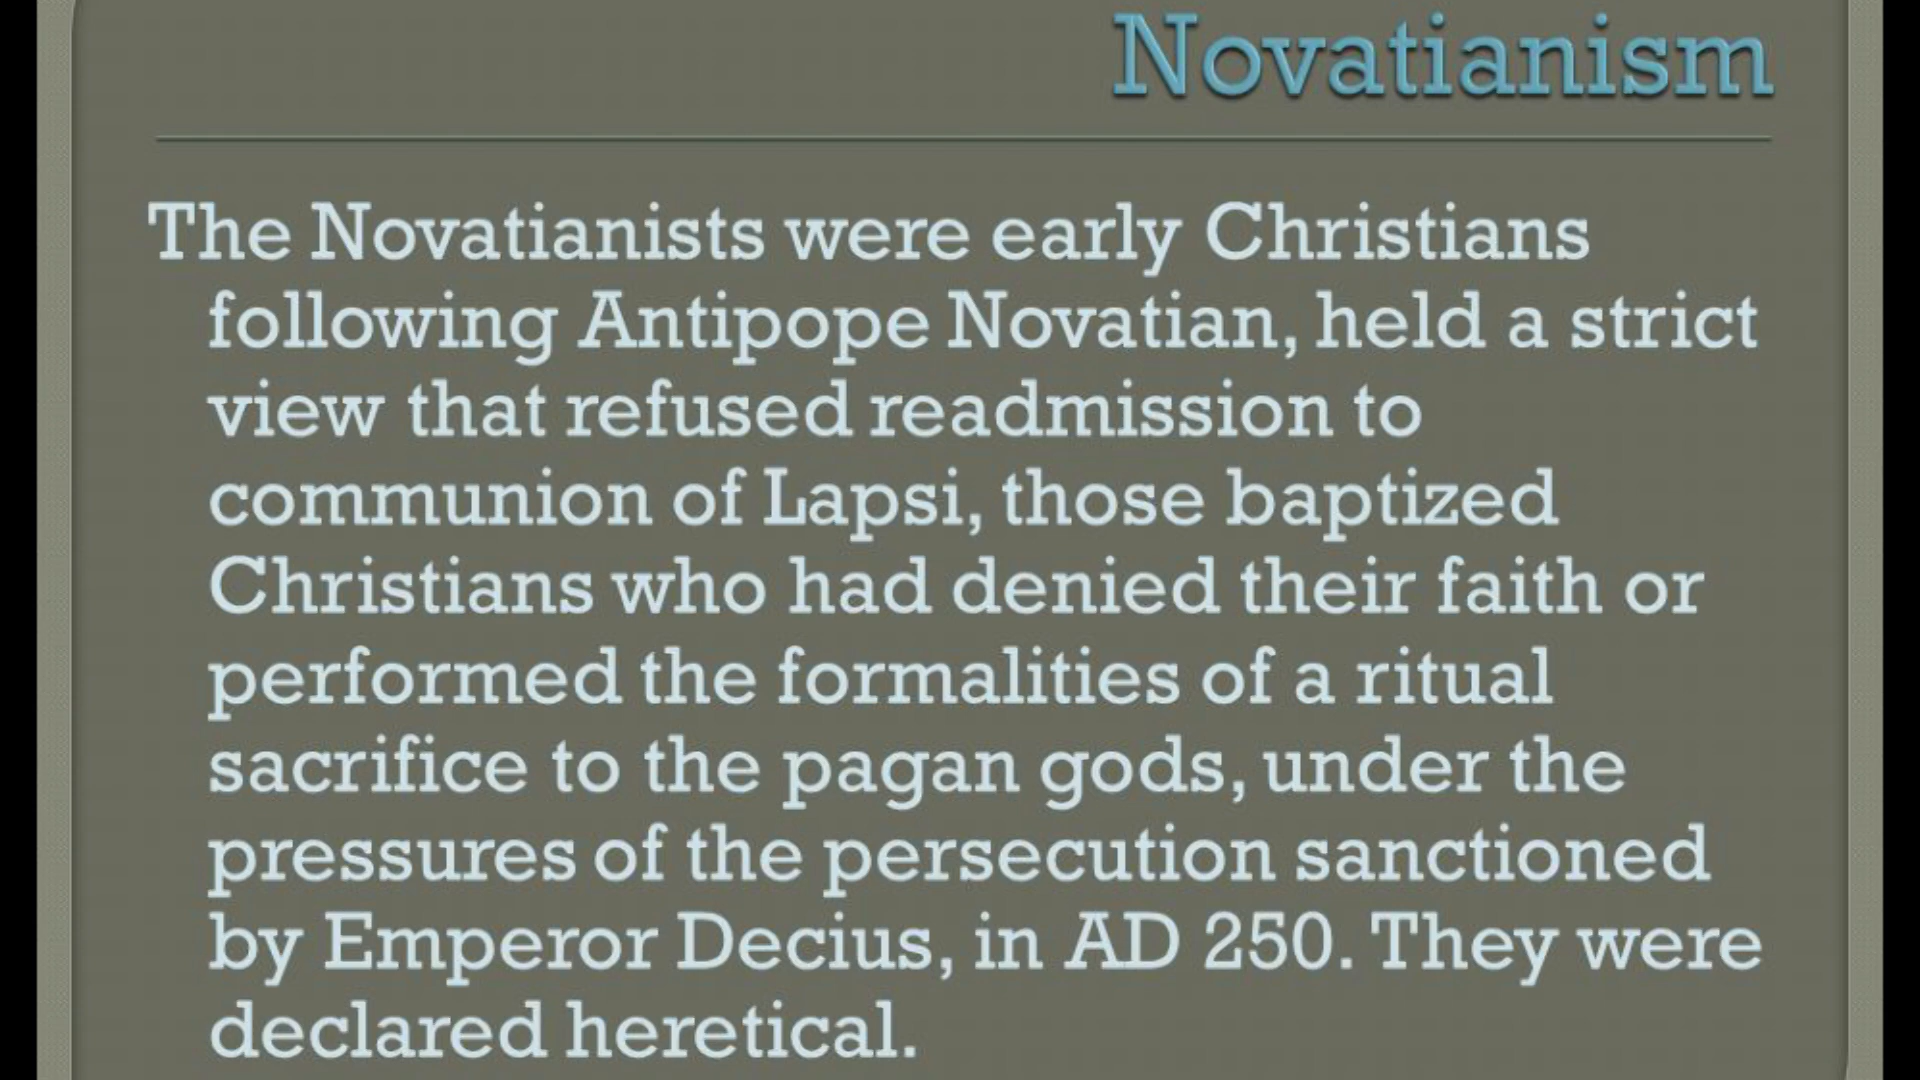 Novatianism
The Novatianists were early Christians
following Antipope Novatian, held a strict
view that refused readmission to
communion of Lapsi, those baptized
Christians who had denied their faith or
performed the formalities of a ritual
sacrifice to the pagan gods, under the
pressures of the persecution sanctioned
by Emperor Decius, in AD 250. They were
declared heretical.